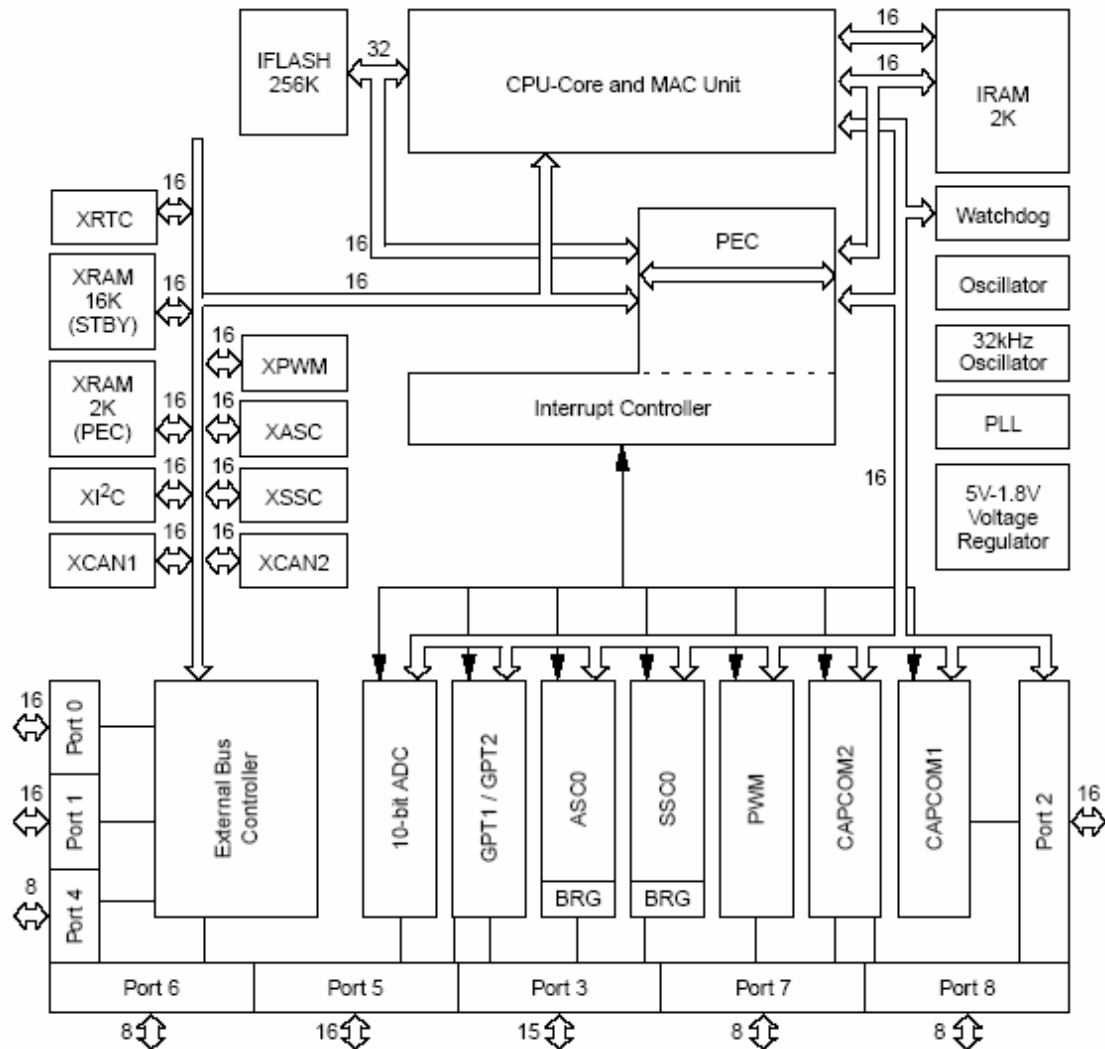 16
32
IFLASH
256K
CPU-Core and MAC Unit
16
IRAM
2K
16
XRTC
Watchdog
PEC
16
16
16
XRAM
16K
(STBY)
Oscillator
16
XPWM
32kHz
Oscillator
XRAM
2K
(PEC)
16
16
XASC
Interrupt Controller
PLL
16
16
XI²C
XSSC
16
5V-1.8V
Voltage
Regulator
16
16
XCAN1
XCAN2
16
Port 0
16
Port 1
8
Port 4
External Bus
Controller
10-bit ADC
GPT1 / GPT2
ASC0
BRG
SSC0
BRG
PWM
CAPCOM2
CAPCOM1
Port 2
16
Port 6
Port 5
Port 3
Port 7
Port 8
8
16
15
8
8